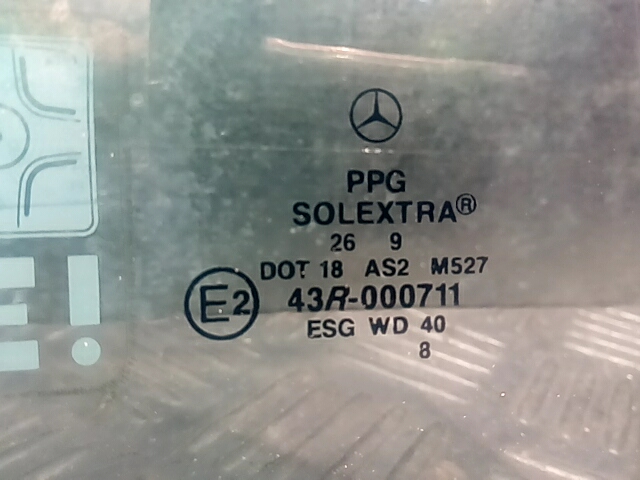 PPG
SOLEXTRA®
26 9
DOT 18 AS2 M527
E2 43R-000711
ESG WD 40
8
E!